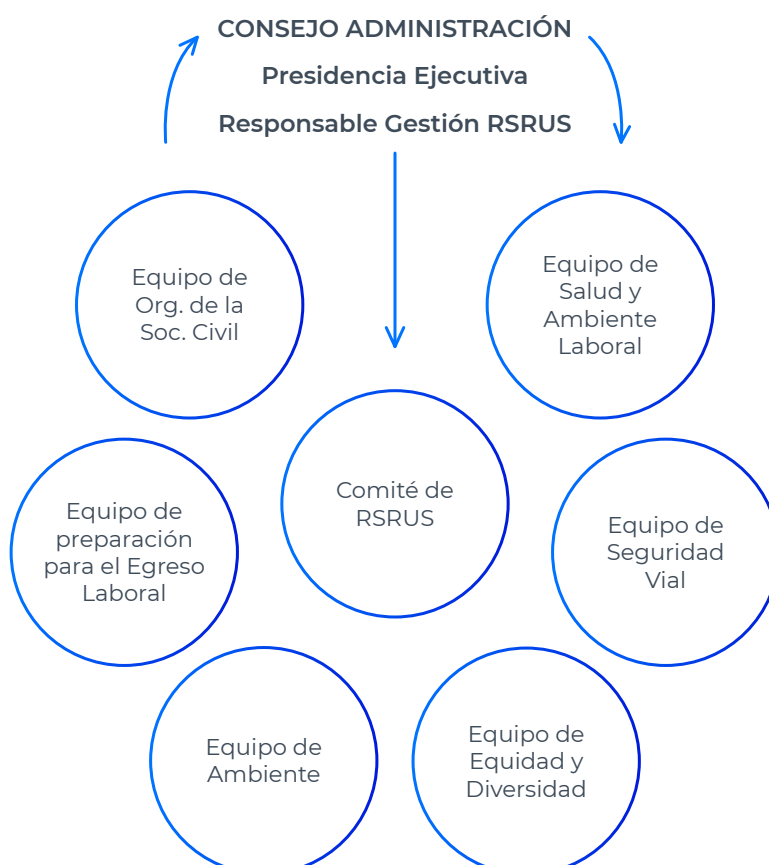 CONSEJO ADMINISTRACIÓN
Presidencia Ejecutiva
Responsable Gestión RSRUS
Equipo de
Org. de la
Soc. Civil
Equipo de
Salud y
Ambiente
Laboral
Comité de
RSRUS
Equipo de
preparación
para el Egreso
Laboral
Equipo de
Seguridad
Vial
Equipo de
Ambiente
Equipo de
Equidad y
Diversidad